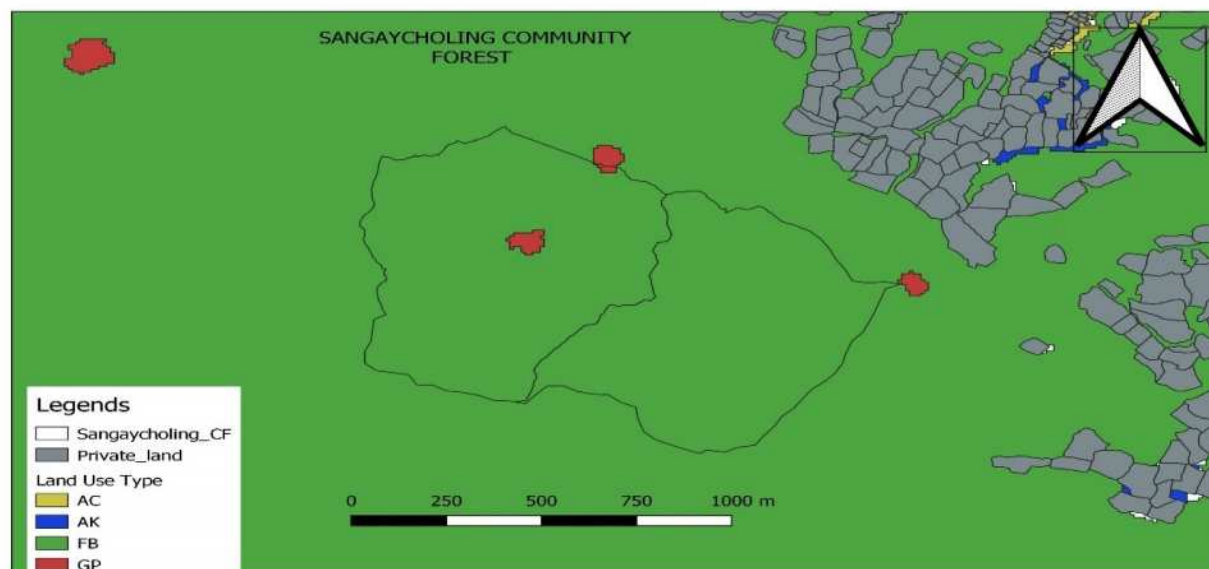 SANGAYCHOLING COMMUNITY
FOREST
Legends
Sangaycholing_CF
Private_land
Land Use Type
AC
AK
FB
GP
0 250 500 750 1000 m